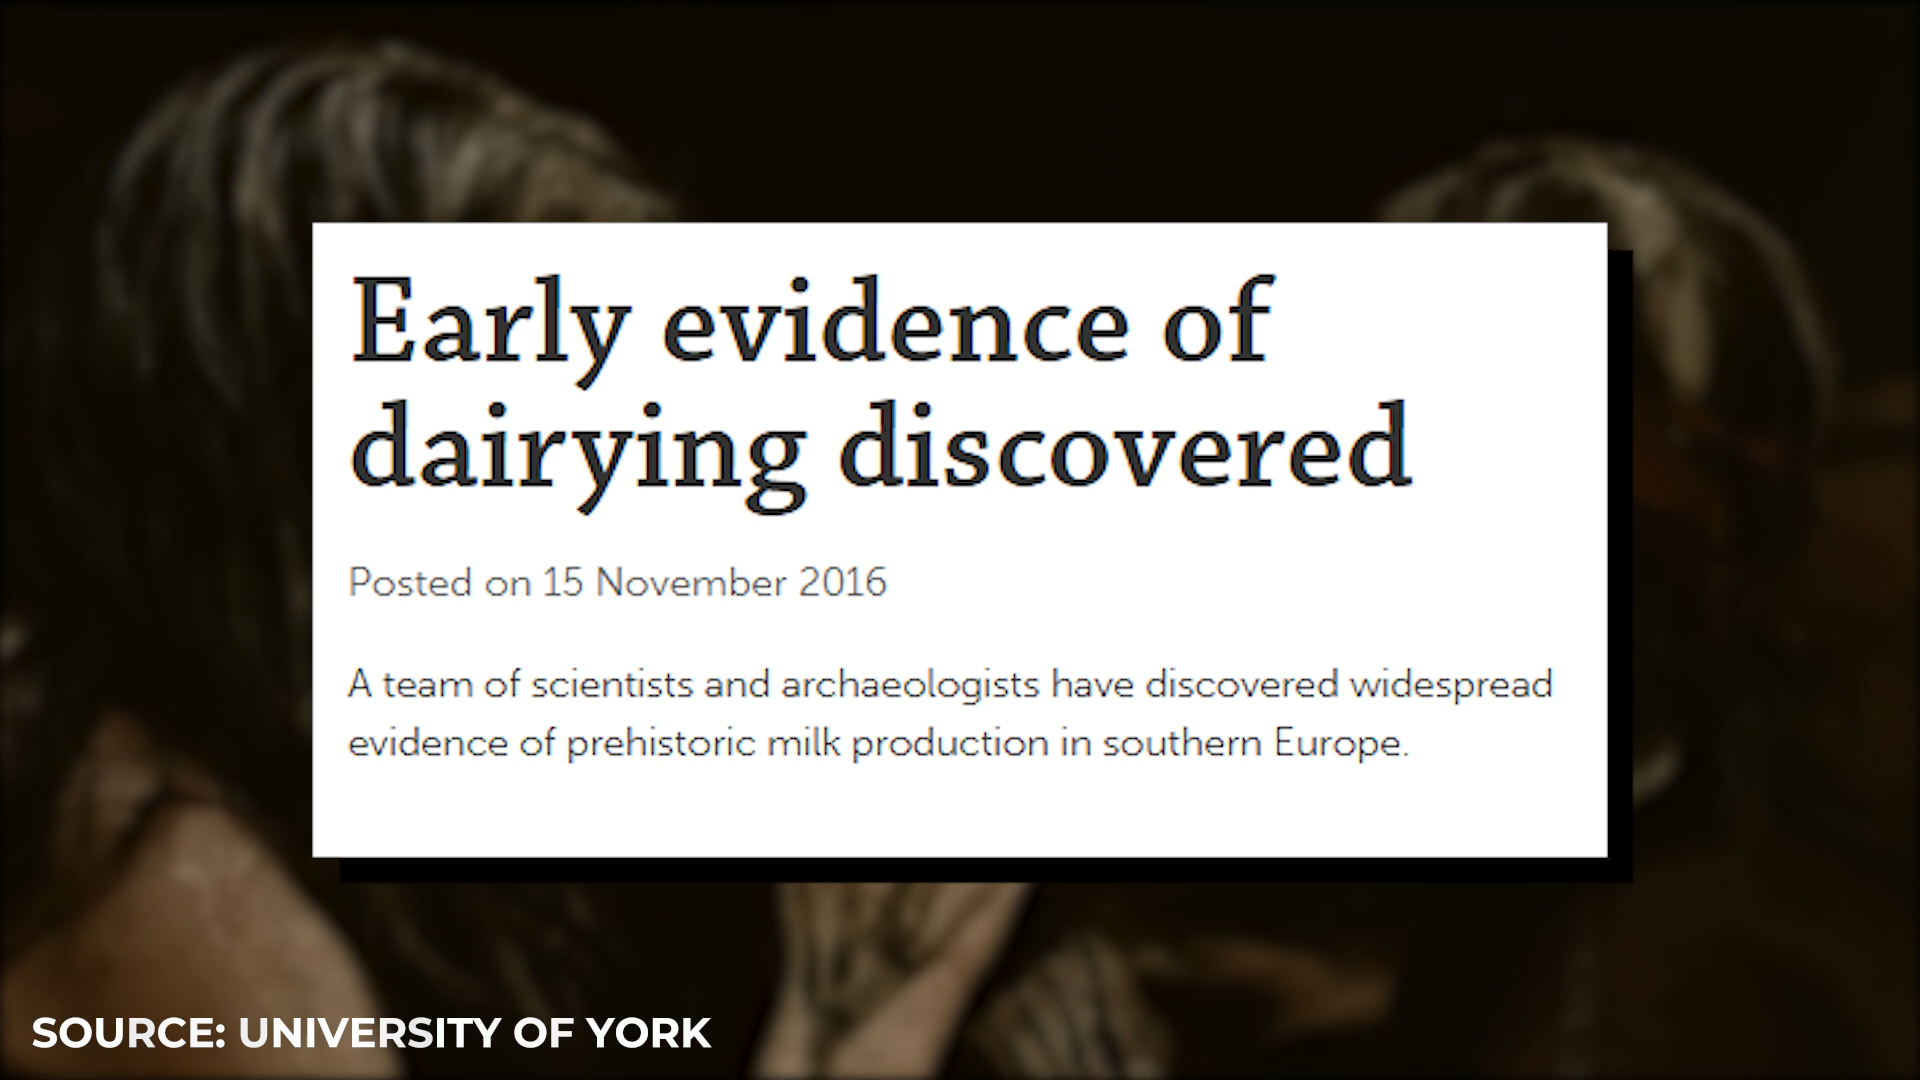 Early evidence of
dairying discovered
Posted on 15 November 2016
A team of scientists and archaeologists have discovered widespread
evidence of prehistoric milk production in southern Europe.
SOURCE: UNIVERSITY OF YORK